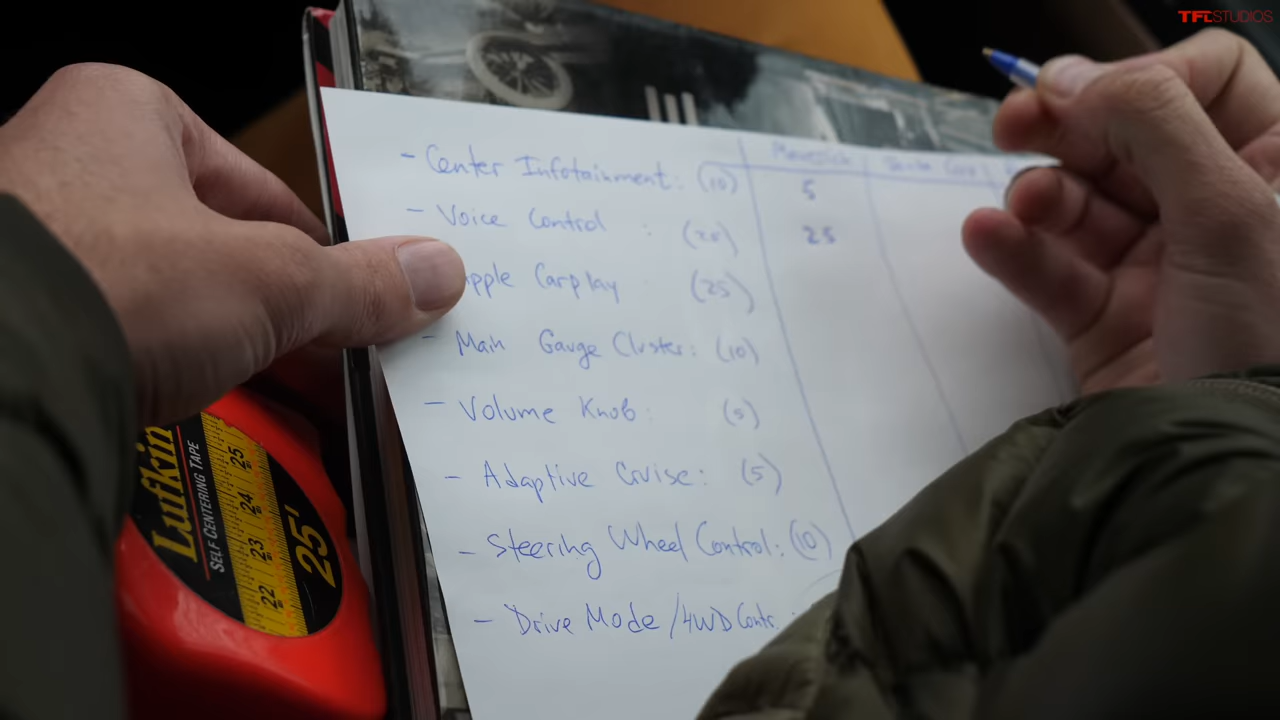 TFLSTUDIOS
Maverick
- Center Infotainment: (10) 5
- Voice Control : (20) 25
Apple Carplay (25)
- Main Gauge Cluster: (10)
- Volume Knob: (5)
- Adaptive Cruise: (5)
- Steering Wheel Control: (10)
- Drive Mode/4WD Contr.
Lufkin
SELF CENTERING TAPE
25 24 23 22
25'